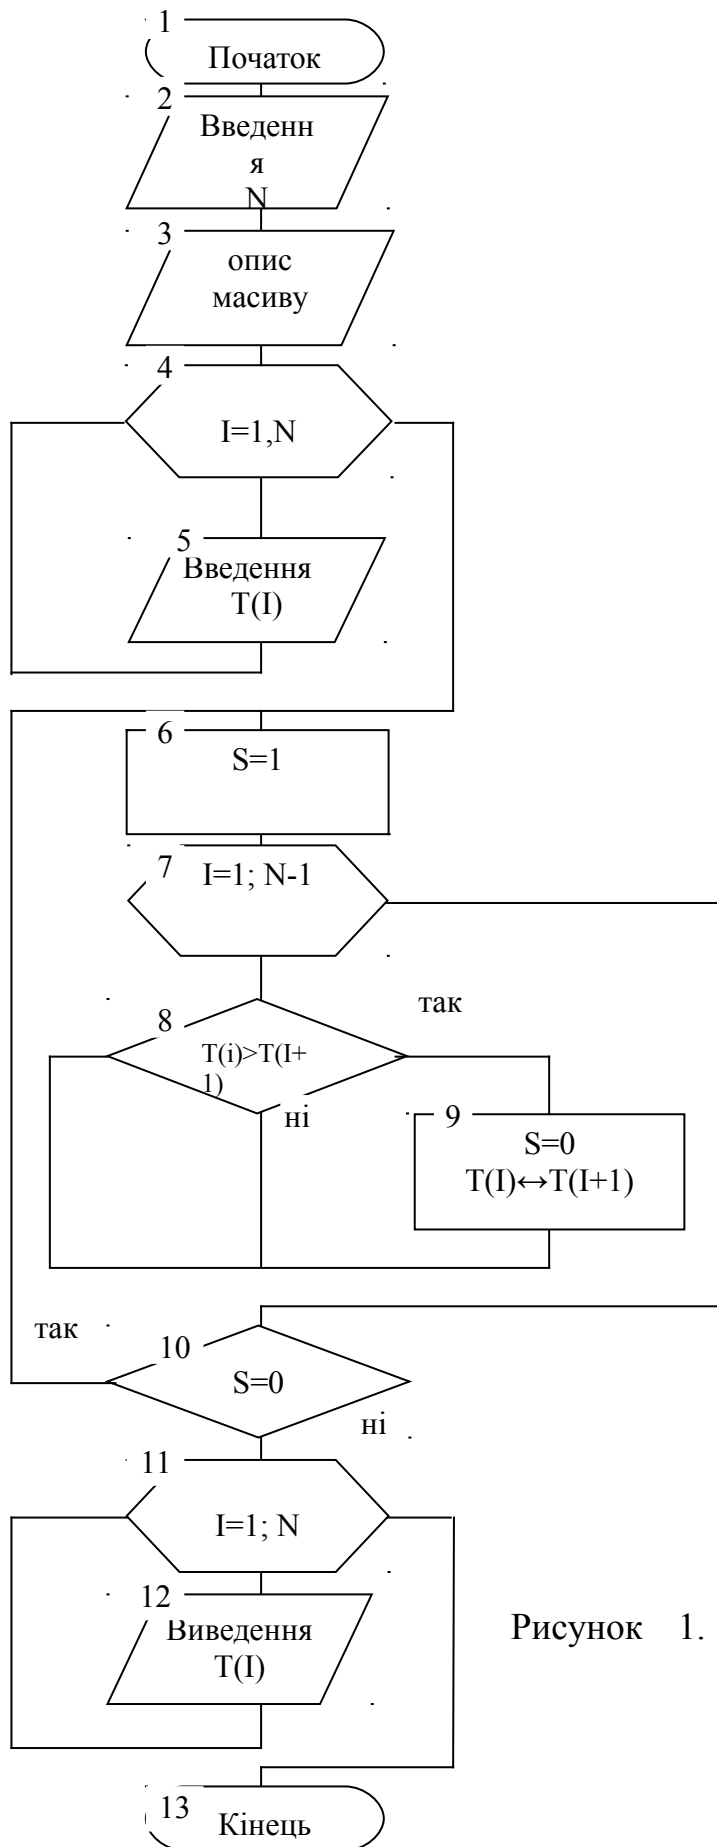 1
Початок
2
Введенн
я
N
3
опис
масиву
4
I=1,N
5
Введення
T(I)
6
S=1
7
I=1; N-1
так
8
T(i)>T(I+
1)
ні
9
S=0
T(I)↔T(I+1)
так
10
S=0
ні
11
I=1; N
12
Виведення
T(I)
Рисунок 1.
13
Кінець